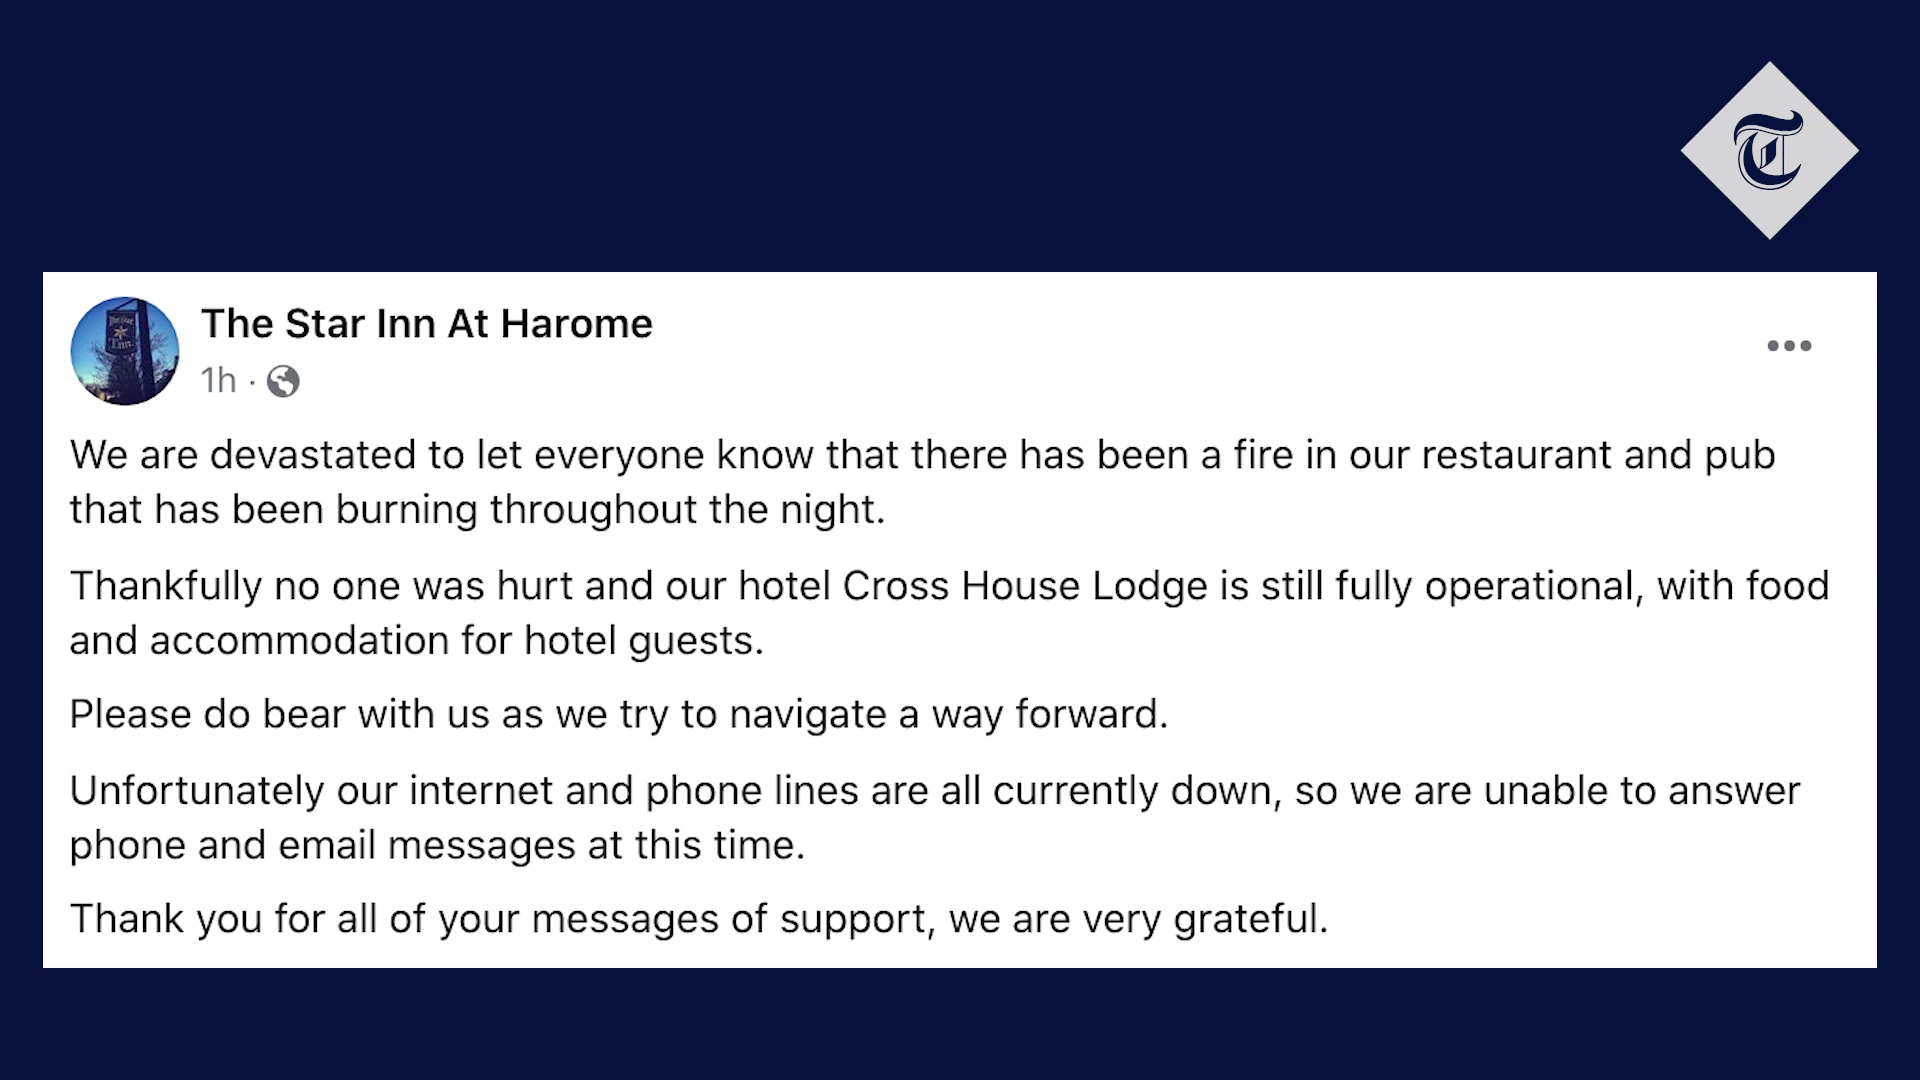 T
The Star Inn At Harome
1h ·
The Star
Inn
We are devastated to let everyone know that there has been a fire in our restaurant and pub
that has been burning throughout the night.
Thankfully no one was hurt and our hotel Cross House Lodge is still fully operational, with food
and accommodation for hotel guests.
Please do bear with us as we try to navigate a way forward.
Unfortunately our internet and phone lines are all currently down, so we are unable to answer
phone and email messages at this time.
Thank you for all of your messages of support, we are very grateful.